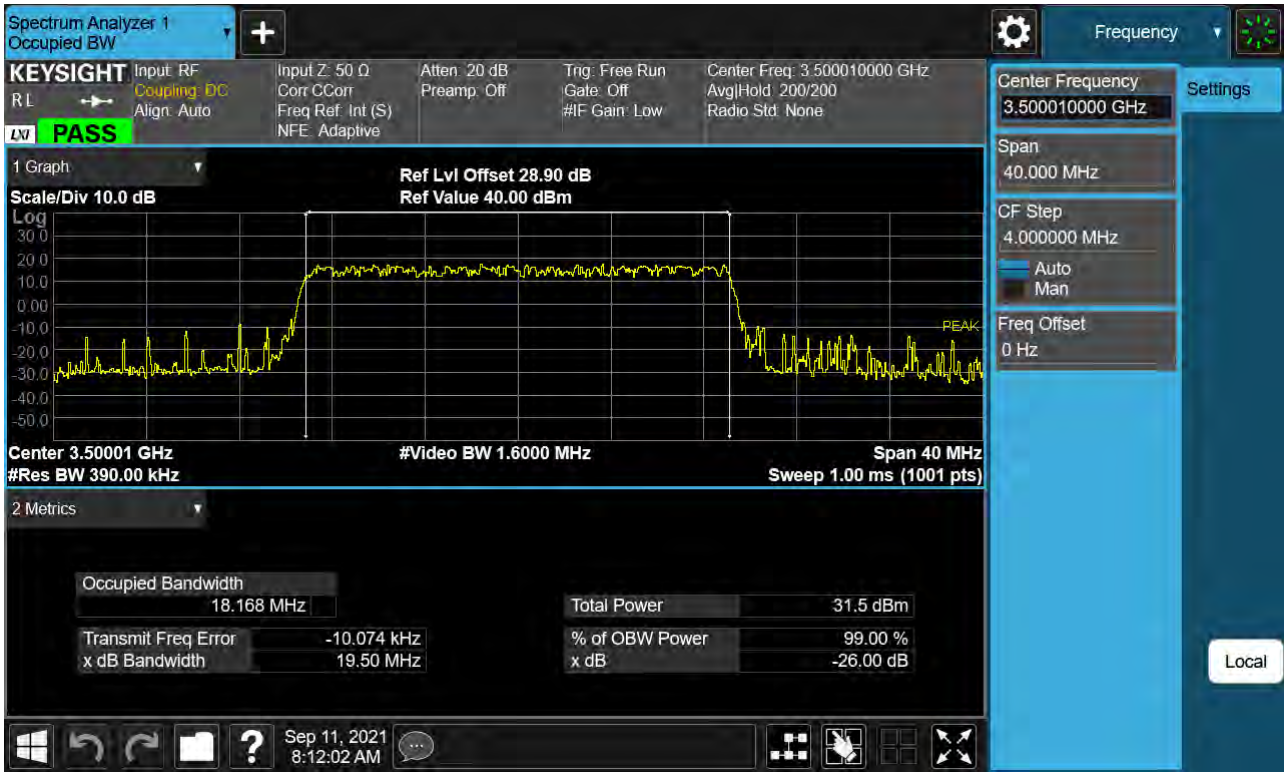 Spectrum Analyzer 1
Occupied BW
+
Frequency
KEYSIGHT Input: RF Input Z: 50 Ω Atten: 20 dB Trig: Free Run Center Freq: 3.500010000 GHz
RL Coupling: DC Corr CCorr Preamp: Off Gate: Off Avg|Hold: 200/200
Align: Auto Freq Ref: Int (S) #IF Gain: Low Radio Std: None
LXI PASS NFE: Adaptive
1 Graph
Ref Lvl Offset 28.90 dB
Scale/Div 10.0 dB Ref Value 40.00 dBm
Log
30.0
20.0
10.0
0.00
-10.0 PEAK
-20.0
-30.0
-40.0
-50.0
Center 3.50001 GHz #Video BW 1.6000 MHz Span 40 MHz
#Res BW 390.00 kHz Sweep 1.00 ms (1001 pts)
2 Metrics
Occupied Bandwidth
18.168 MHz Total Power 31.5 dBm
Transmit Freq Error -10.074 kHz % of OBW Power 99.00 %
x dB Bandwidth 19.50 MHz x dB -26.00 dB
Center Frequency
3.500010000 GHz
Settings
Span
40.000 MHz
CF Step
4.000000 MHz
Auto
Man
Freq Offset
0 Hz
Local
? Sep 11, 2021
8:12:02 AM